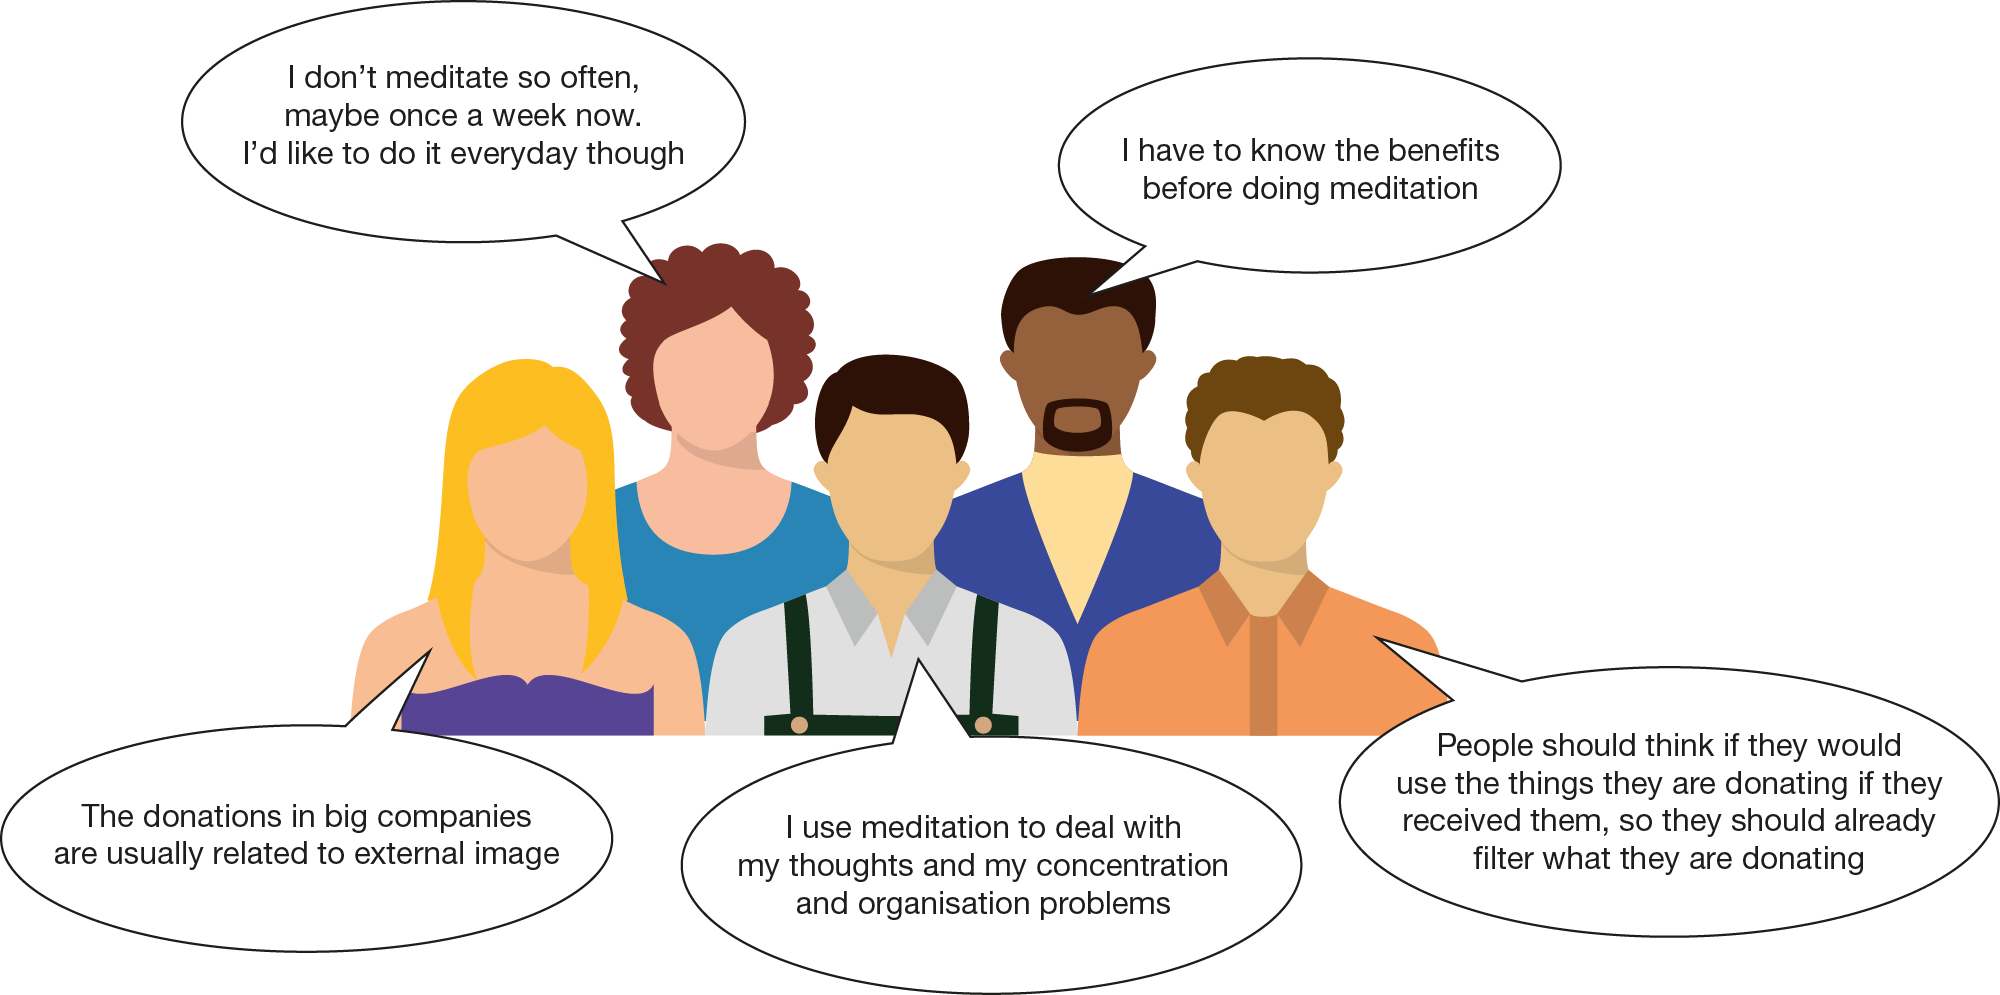 I don’t meditate so often,
maybe once a week now.
I’d like to do it everyday though
I have to know the benefits
before doing meditation
The donations in big companies
are usually related to external image
I use meditation to deal with
my thoughts and my concentration
and organisation problems
People should think if they would
use the things they are donating if they
received them, so they should already
filter what they are donating